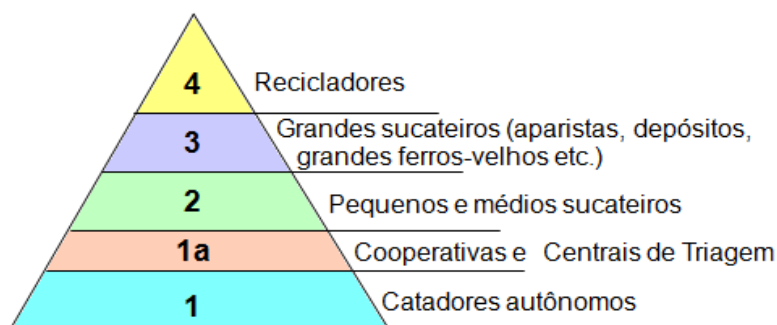 4 Recicladores
3 Grandes sucateiros (aparistas, depósitos,
grandes ferros-velhos etc.)
2 Pequenos e médios sucateiros
1a Cooperativas e Centrais de Triagem
1 Catadores autônomos